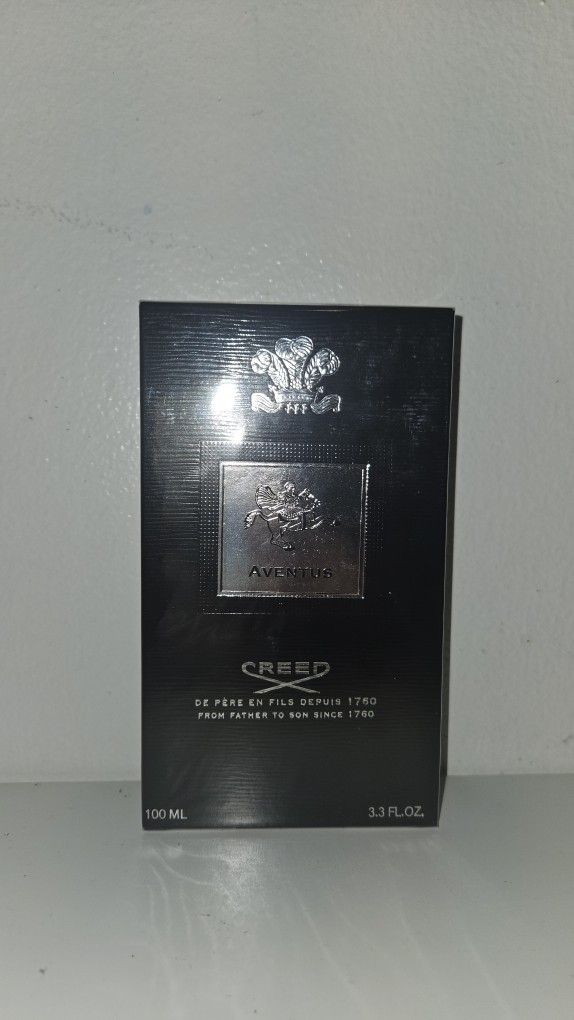 AVENTUS
CREED
DE PÈRE EN FILS DEPUIS 1760
FROM FATHER TO SON SINCE 1760
100 ML
3.3 FL.OZ.